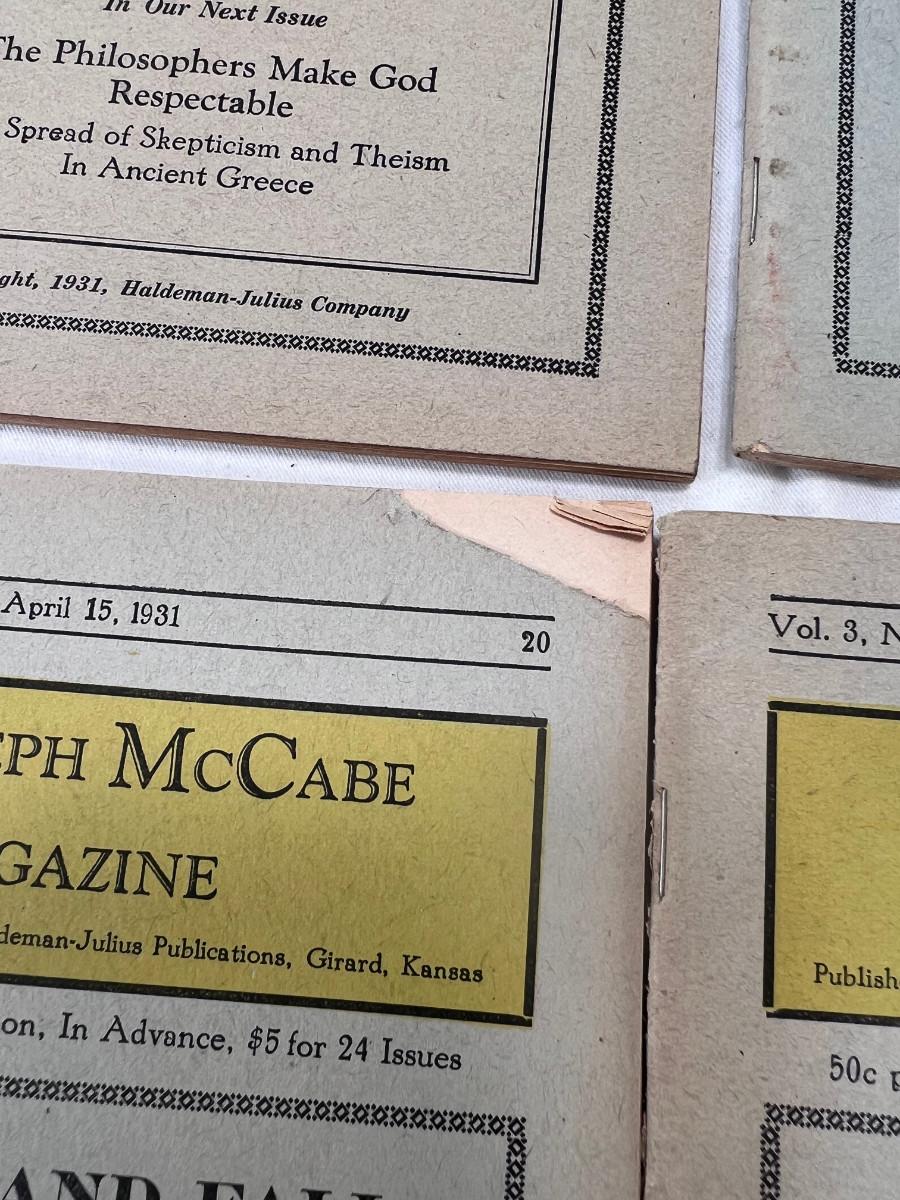 In Our Next Issue
The Philosophers Make God
Respectable
Spread of Skepticism and Theism
In Ancient Greece
ght, 1931, Haldeman-Julius Company
April 15, 1931
20
EPH McCABE
GAZINE
deman-Julius Publications, Girard, Kansas
on, In Advance, $5 for 24 Issues
AND FALL
Vol. 3, N
Publish
50c p